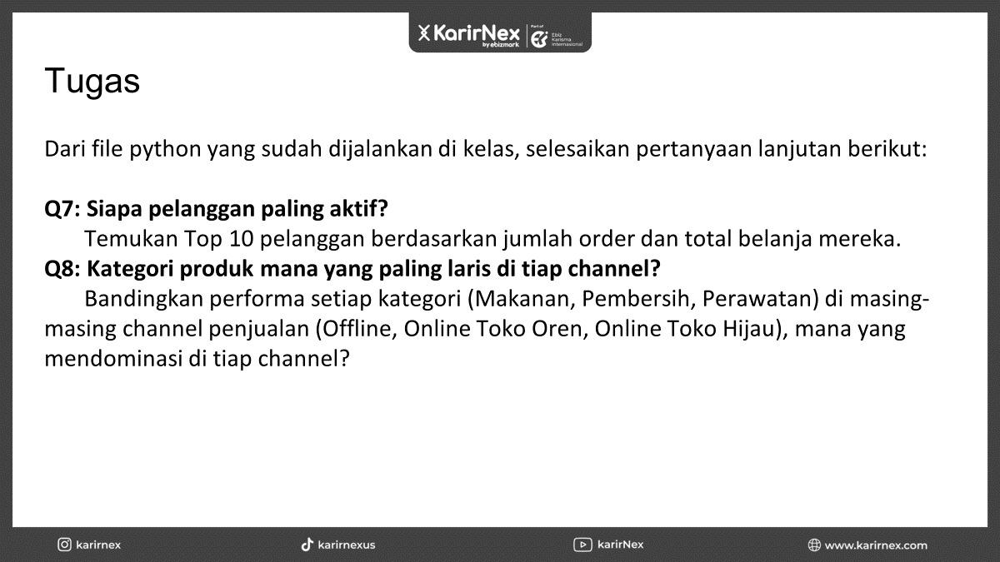 KarirNex
by ebizmark
Part of
Ebiz
Karisma
Internasional
Tugas
Dari file python yang sudah dijalankan di kelas, selesaikan pertanyaan lanjutan berikut:
Q7: Siapa pelanggan paling aktif?
Temukan Top 10 pelanggan berdasarkan jumlah order dan total belanja mereka.
Q8: Kategori produk mana yang paling laris di tiap channel?
Bandingkan performa setiap kategori (Makanan, Pembersih, Perawatan) di masing-
masing channel penjualan (Offline, Online Toko Oren, Online Toko Hijau), mana yang
mendominasi di tiap channel?
karirnex
karirnexus
karirNex
www.karirnex.com